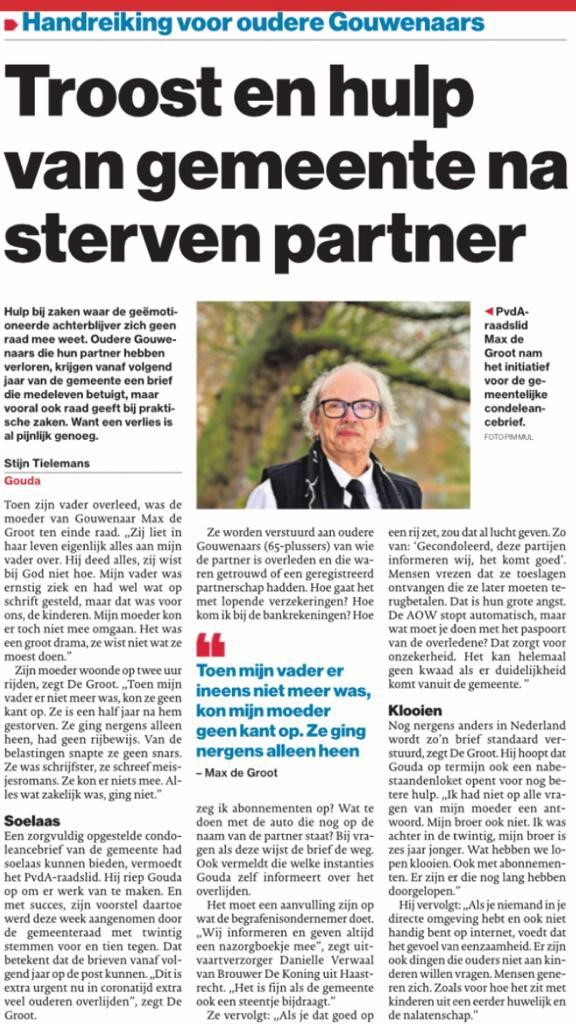 Handreiking voor oudere Gouwenaars
Troost en hulp
van gemeente na
sterven partner
Hulp bij zaken waar de geëmoti-
oneerde achterblijver zich geen
raad mee weet. Oudere Gouwe-
naars die hun partner hebben
verloren, krijgen vanaf volgend
jaar van de gemeente een brief
die medeleven betuigt, maar
vooral ook raad geeft bij prakti-
sche zaken. Want een verlies is
al pijnlijk genoeg.
Stijn Tielemans
Gouda
Toen zijn vader overleed, was de
moeder van Gouwenaar Max de
Groot ten einde raad. „Zij liet in
haar leven eigenlijk alles aan mijn
vader over. Hij deed alles, zij wist
bij God niet hoe. Mijn vader was
ernstig ziek en had wel wat op
schrift gesteld, maar dat was voor
ons, de kinderen. Mijn moeder kon
er toch niet mee omgaan. Het was
een groot drama, ze wist niet wat ze
moest doen.”
Zijn moeder woonde op twee uur
rijden, zegt De Groot. „Toen mijn
vader er niet meer was, kon ze geen
kant op. Ze is een half jaar na hem
gestorven. Ze ging nergens alleen
heen, had geen rijbewijs. Van de
belastingen snapte ze geen snars.
Ze was schrijfster, ze schreef meis-
jesromans. Ze kon er niets mee. Al-
les wat zakelijk was, ging niet.”
Soelaas
Een zorgvuldig opgestelde condo-
leancebrief van de gemeente had
soelaas kunnen bieden, vermoedt
het PvdA-raadslid. Hij riep Gouda
op om er werk van te maken. En
met succes, zijn voorstel daartoe
werd deze week aangenomen door
de gemeenteraad met twintig
stemmen voor en tien tegen. Dat
betekent dat de brieven vanaf vol-
gend jaar op de post kunnen. „Dit is
extra urgent nu in coronatijd extra
veel ouderen overlijden”, zegt De
Groot.
◀ PvdA-
raadslid
Max de
Groot nam
het initiatief
voor de ge-
meentelijke
condelean-
cebrief.
FOTO PIM MUL
Ze worden verstuurd aan oudere
Gouwenaars (65-plussers) van wie
de partner is overleden en die wa-
ren getrouwd of een geregistreerd
partnerschap hadden. Hoe gaat het
met lopende verzekeringen? Hoe
kom ik bij de bankrekeningen? Hoe
“
Toen mijn vader er
ineens niet meer was,
kon mijn moeder
geen kant op. Ze ging
nergens alleen heen
– Max de Groot
zeg ik abonnementen op? Wat te
doen met de auto die nog op de
naam van de partner staat? Bij vra-
gen als deze wijst de brief de weg.
Ook vermeldt die welke instanties
Gouda zelf informeert over het
overlijden.
Het moet een aanvulling zijn op
wat de begrafenisondernemer doet.
„Wij informeren en geven altijd
een nazorgboekje mee”, zegt uit-
vaartverzorger Danielle Verwaal
van Brouwer De Koning uit Haast-
recht. „Het is fijn als de gemeente
ook een steentje bijdraagt.”
Ze vervolgt: „Als je dat goed op
een rij zet, zou dat al lucht geven. Zo
van: ‘Gecondoleerd, deze partijen
informeren wij, het komt goed’.
Mensen vrezen dat ze toeslagen
ontvangen die ze later moeten te-
rugbetalen. Dat is hun grote angst.
De AOW stopt automatisch, maar
wat moet je doen met het paspoort
van de overledene? Dat zorgt voor
onzekerheid. Het kan helemaal
geen kwaad als er duidelijkheid
komt vanuit de gemeente. ”
Klooien
Nog nergens anders in Nederland
wordt zo’n brief standaard ver-
stuurd, zegt De Groot. Hij hoopt dat
Gouda op termijn ook een nabe-
staandenloket opent voor nog be-
tere hulp. „Ik had niet op alle vra-
gen van mijn moeder een ant-
woord. Mijn broer ook niet. Ik was
achter in de twintig, mijn broer is
zes jaar jonger. Wat hebben we lo-
pen klooien. Ook met abonnemen-
ten. Er zijn er die nog lang hebben
doorgelopen.”
Hij vervolgt: „Als je niemand in je
directe omgeving hebt en ook niet
handig bent op internet, voedt dat
het gevoel van eenzaamheid. Er zijn
ook dingen die ouders niet aan kin-
deren willen vragen. Mensen gene-
ren zich. Zoals voor hoe het zit met
kinderen uit een eerder huwelijk en
de nalatenschap.”